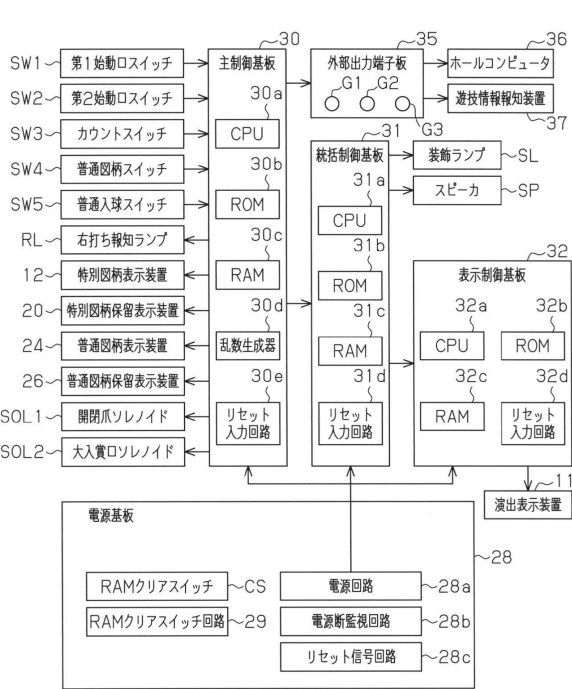 SW1 第1始動口スイッチ
SW2 第2始動口スイッチ
SW3 カウントスイッチ
SW4 普通図柄スイッチ
SW5 普通入球スイッチ
RL 右打ち報知ランプ
12 特別図柄表示装置
20 特別図柄保留表示装置
24 普通図柄表示装置
26 普通図柄保留表示装置
SOL1 開閉爪ソレノイド
SOL2 大入賞口ソレノイド
30
主制御基板
30a
CPU
30b
ROM
30c
RAM
30d
乱数生成器
30e
リセット
入力回路
35
外部出力端子板
G1 G2
G3
36
ホールコンピュータ
遊技情報報知装置
37
31
統括制御基板
31a
CPU
31b
ROM
31c
RAM
31d
リセット
入力回路
装飾ランプ SL
スピーカ SP
32
表示制御基板
32a
CPU
32b
ROM
32c
RAM
32d
リセット
入力回路
11
演出表示装置
電源基板
28
RAMクリアスイッチ CS
RAMクリアスイッチ回路 29
電源回路 28a
電源断監視回路 28b
リセット信号回路 28c